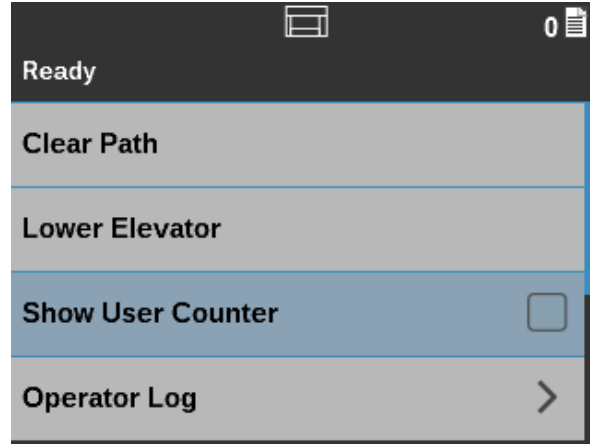 0
Ready
Clear Path
Lower Elevator
Show User Counter
Operator Log